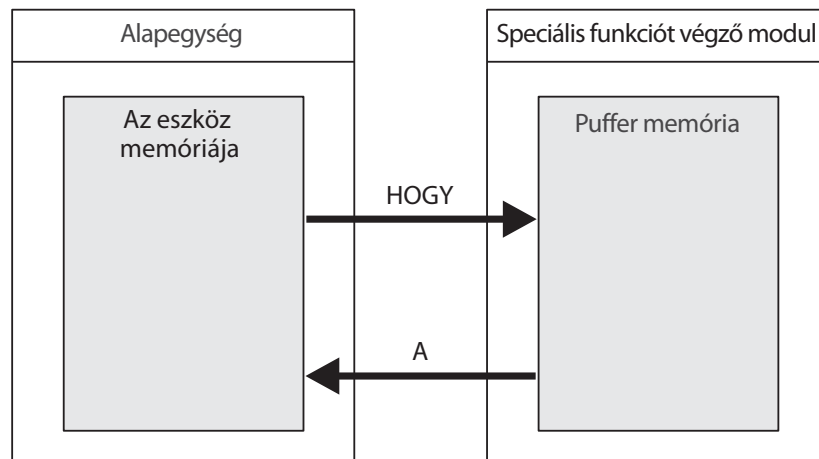 Alapegység
Speciális funkciót végző modul
Az eszköz
memóriája
Puffer memória
HOGY
A